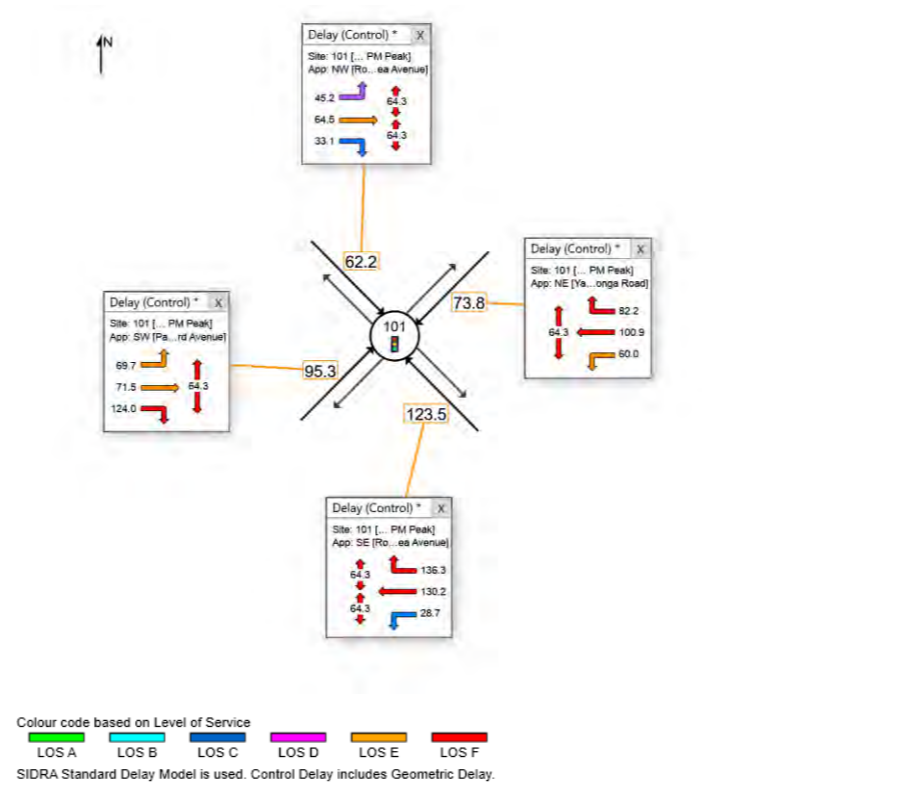 N
Delay (Control) * X
Site: 101 [... PM Peak]
App: NW [Ro...ea Avenue]
45.2
64.3
64.5
64.3
33.1
62.2
Delay (Control) * X
Site: 101 [... PM Peak]
App: NE [Ya...onga Road]
82.2
64.3 100.9
60.0
73.8
101
Delay (Control) * X
Site: 101 [... PM Peak]
App: SW [Pa...rd Avenue]
69.7
71.5 64.3
124.0
95.3
123.5
Delay (Control) * X
Site: 101 [... PM Peak]
App: SE [Ro...ea Avenue]
64.3 136.3
130.2
64.3 28.7
Colour code based on Level of Service
LOS A LOS B LOS C LOS D LOS E LOS F
SIDRA Standard Delay Model is used. Control Delay includes Geometric Delay.